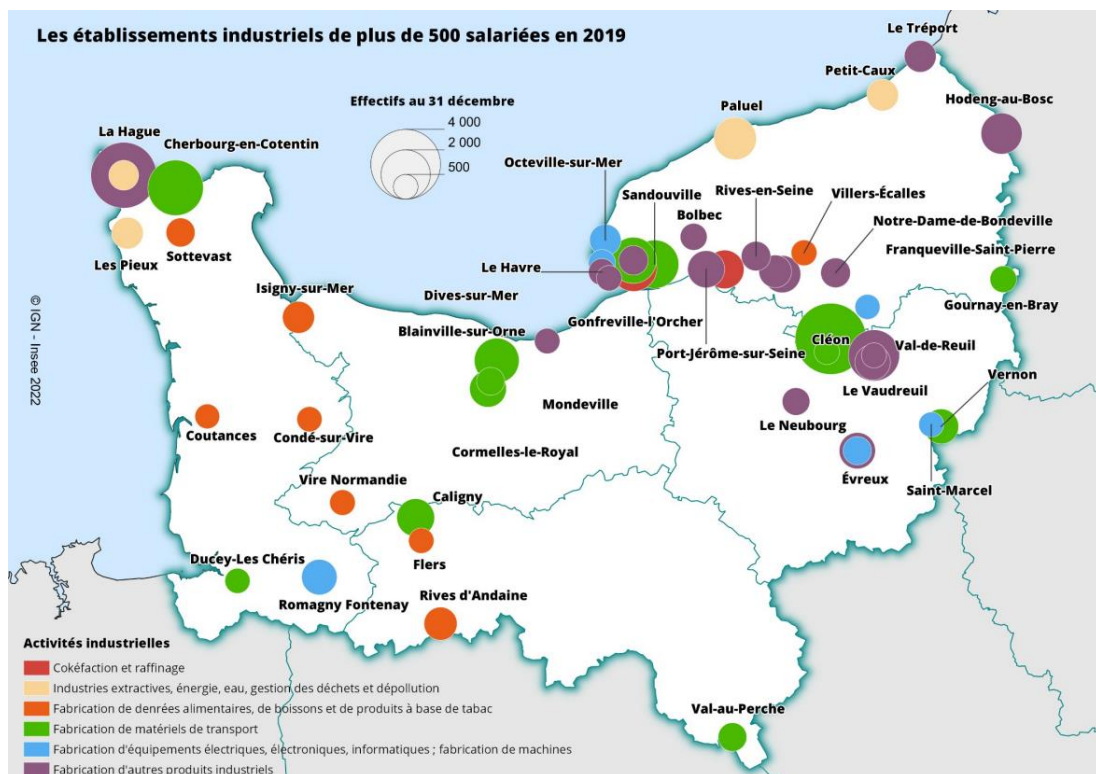 Les établissements industriels de plus de 500 salariées en 2019
Le Tréport
Petit-Caux
Effectifs au 31 décembre
4 000
2 000
500
Paluel
Hodeng-au-Bosc
La Hague
Cherbourg-en-Cotentin
Octeville-sur-Mer
Sandouville
Rives-en-Seine
Villers-Écalles
Bolbec
Notre-Dame-de-Bondeville
Franqueville-Saint-Pierre
Les Pieux
Sottevast
Le Havre
Isigny-sur-Mer
Dives-sur-Mer
Gournay-en-Bray
Gonfreville-l'Orcher
Blainville-sur-Orne
Cléon
Port-Jérôme-sur-Seine
Val-de-Reuil
Vernon
Le Vaudreuil
Mondeville
Le Neubourg
Coutances
Condé-sur-Vire
Cormelles-le-Royal
Évreux
Saint-Marcel
Vire Normandie
Caligny
Flers
Ducey-Les Chéris
Romagny Fontenay
Rives d'Andaine
Val-au-Perche
© IGN - Insee 2022
Activités industrielles
Cokéfaction et raffinage
Industries extractives, énergie, eau, gestion des déchets et dépollution
Fabrication de denrées alimentaires, de boissons et de produits à base de tabac
Fabrication de matériels de transport
Fabrication d'équipements électriques, électroniques, informatiques ; fabrication de machines
Fabrication d'autres produits industriels